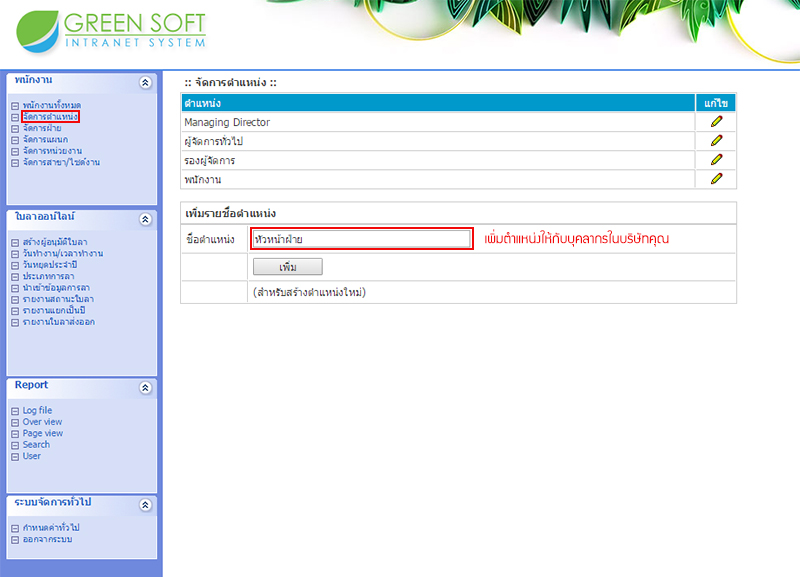 GREEN SOFT
INTRANET SYSTEM
พนักงาน
พนักงานทั้งหมด
จัดการตำแหน่ง
จัดการฝ่าย
จัดการแผนก
จัดการหน่วยงาน
จัดการสาขา/ไซต์งาน
ใบลาออนไลน์
สร้างผู้อนุมัติใบลา
วันทำงาน/เวลาทำงาน
วันหยุดประจำปี
ประเภทการลา
นำเข้าข้อมูลการลา
รายงานสถานะใบลา
รายงานแยกเป็นปี
รายงานใบลาส่งออก
Report
Log file
Over view
Page view
Search
User
ระบบจัดการทั่วไป
กำหนดค่าทั่วไป
ออกจากระบบ
:: จัดการตำแหน่ง ::
ตำแหน่ง แก้ไข
Managing Director
ผู้จัดการทั่วไป
รองผู้จัดการ
พนักงาน
เพิ่มรายชื่อตำแหน่ง
ชื่อตำแหน่ง หัวหน้าฝ่าย เพิ่มตำแหน่งให้กับบุคลากรในบริษัทคุณ
เพิ่ม
(สำหรับสร้างตำแหน่งใหม่)